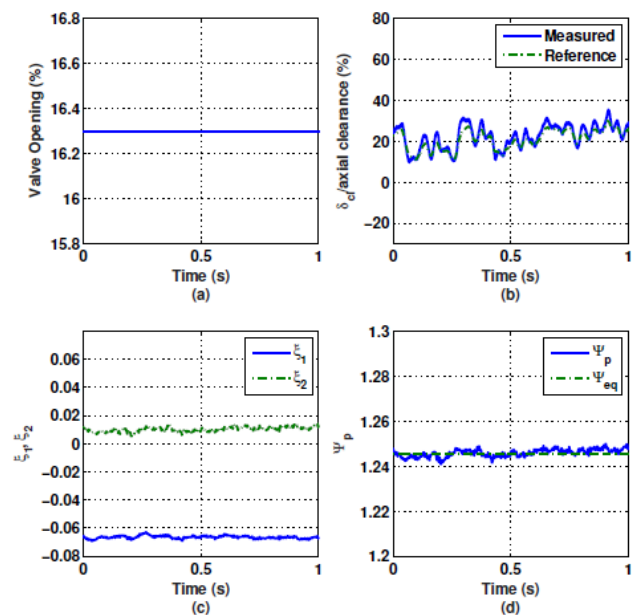 16.8
16.6
16.4
16.2
16
15.8
Valve Opening (%)
0
0.5
1
Time (s)
(a)
80
60
40
20
0
−20
δcl/axial clearance (%)
Measured
Reference
0
0.5
1
Time (s)
(b)
0.06
0.04
0.02
0
−0.02
−0.04
−0.06
−0.08
ξ1, ξ2
ξ1
ξ2
0
0.5
1
Time (s)
(c)
1.3
1.28
1.26
1.24
1.22
1.2
Ψp
Ψp
Ψeq
0
0.5
1
Time (s)
(d)